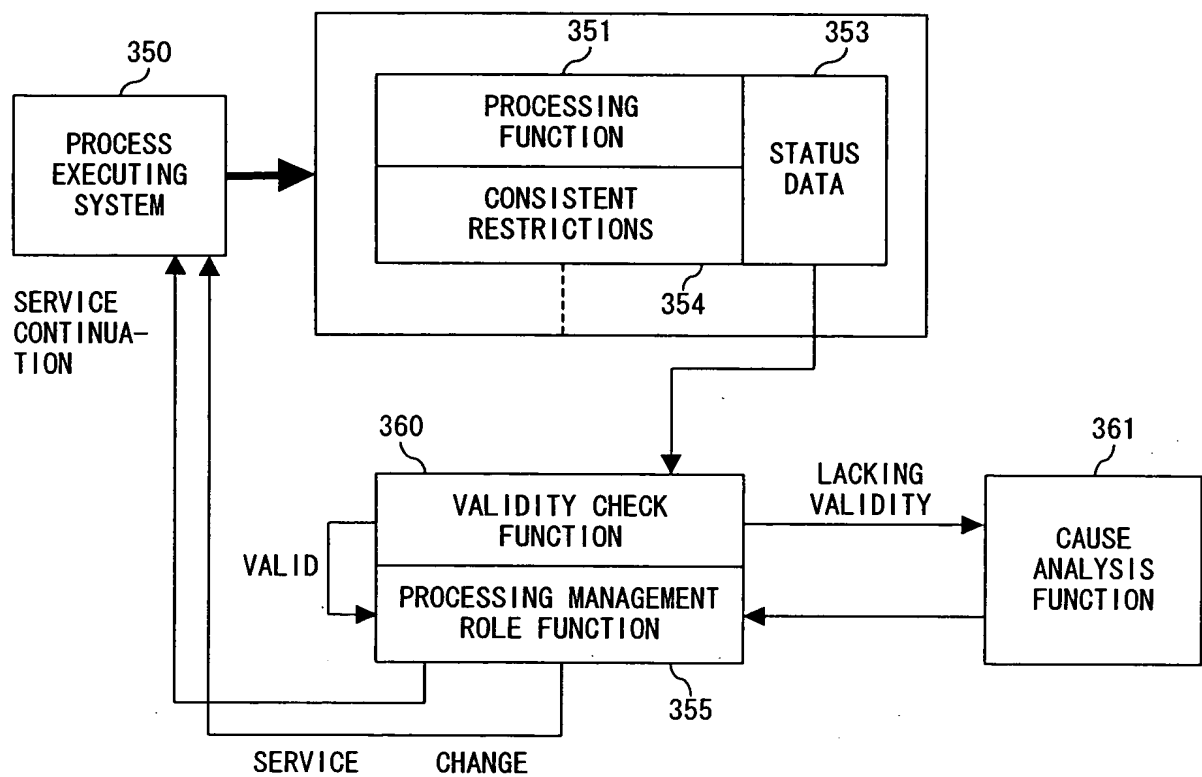 350
PROCESS
EXECUTING
SYSTEM
351
353
PROCESSING
FUNCTION
CONSISTENT
RESTRICTIONS
STATUS
DATA
354
SERVICE
CONTINUA-
TION
360
VALIDITY CHECK
FUNCTION
VALID
PROCESSING MANAGEMENT
ROLE FUNCTION
355
LACKING
VALIDITY
361
CAUSE
ANALYSIS
FUNCTION
SERVICE CHANGE